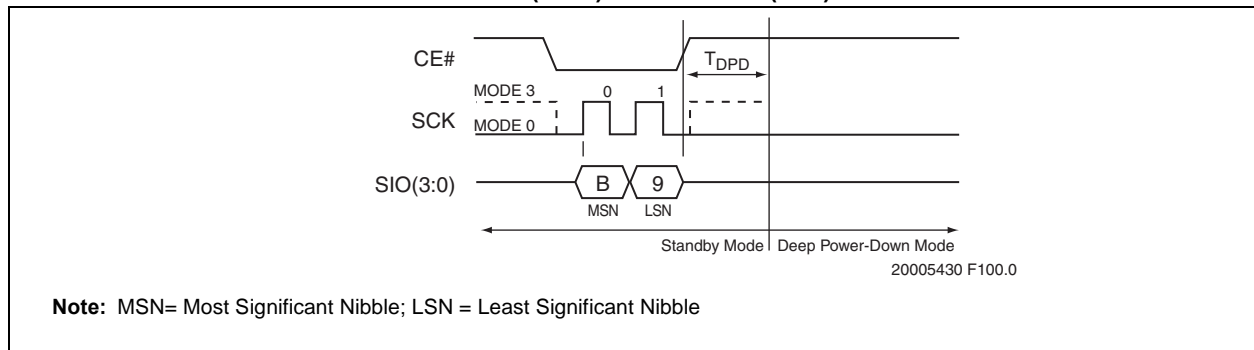 CE#
TDPD
MODE 3
0 1
SCK
MODE 0
SIO(3:0)
B 9
MSN LSN
Standby Mode Deep Power-Down Mode
20005430 F100.0
Note: MSN= Most Significant Nibble; LSN = Least Significant Nibble